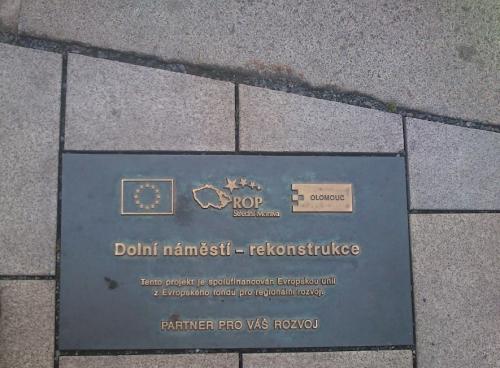 ROP
Střední Morava
OLOMOUC
Dolní náměstí – rekonstrukce
Tento projekt je spolufinancován Evropskou unií
z Evropského fondu pro regionální rozvoj.
PARTNER PRO VÁŠ ROZVOJ